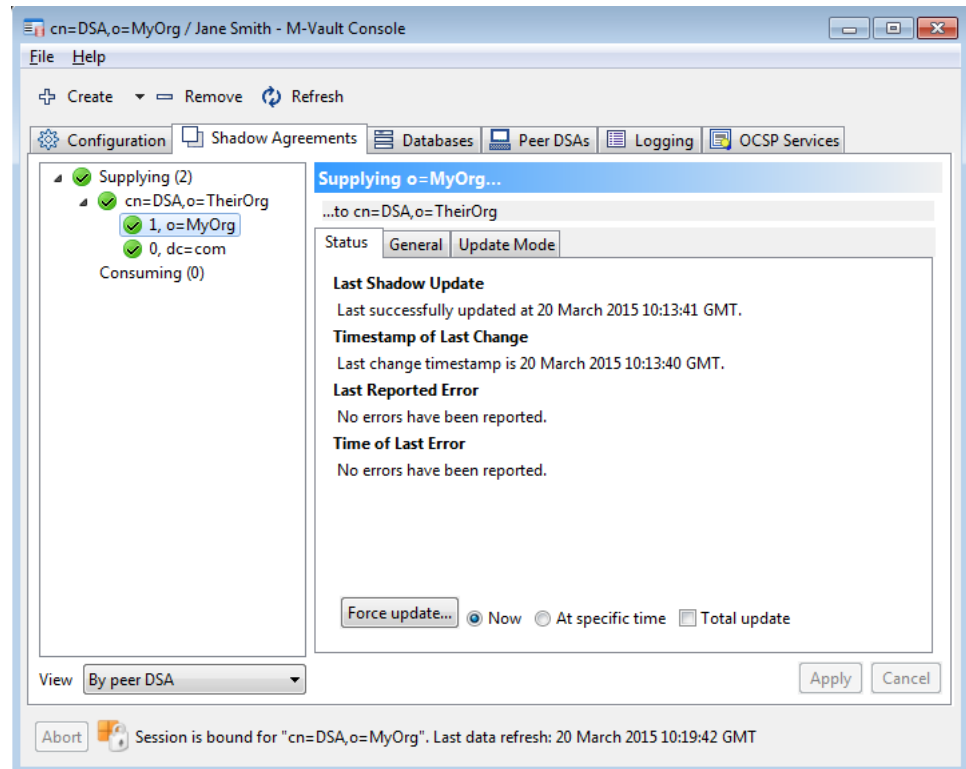 cn=DSA,o=MyOrg / Jane Smith - M-Vault Console
File Help
Create Remove Refresh
Configuration Shadow Agreements Databases Peer DSAs Logging OCSP Services
Supplying (2)
cn=DSA,o=TheirOrg
1, o=MyOrg
0, dc=com
Consuming (0)
Supplying o=MyOrg...
...to cn=DSA,o=TheirOrg
Status General Update Mode
Last Shadow Update
Last successfully updated at 20 March 2015 10:13:41 GMT.
Timestamp of Last Change
Last change timestamp is 20 March 2015 10:13:40 GMT.
Last Reported Error
No errors have been reported.
Time of Last Error
No errors have been reported.
Force update... Now At specific time Total update
View By peer DSA
Apply Cancel
Abort Session is bound for "cn=DSA,o=MyOrg". Last data refresh: 20 March 2015 10:19:42 GMT